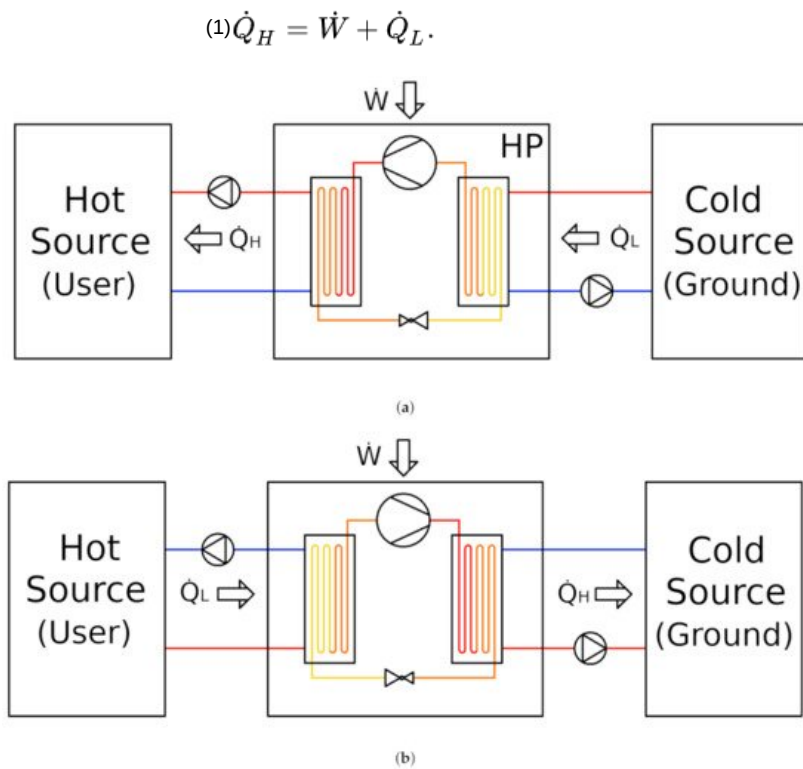 (1) Q̇_H = Ẇ + Q̇_L.
Ẇ
HP
Hot
Source
(User)
Q̇H
Q̇L
Cold
Source
(Ground)
(a)
Ẇ
Hot
Source
(User)
Q̇L
Q̇H
Cold
Source
(Ground)
(b)